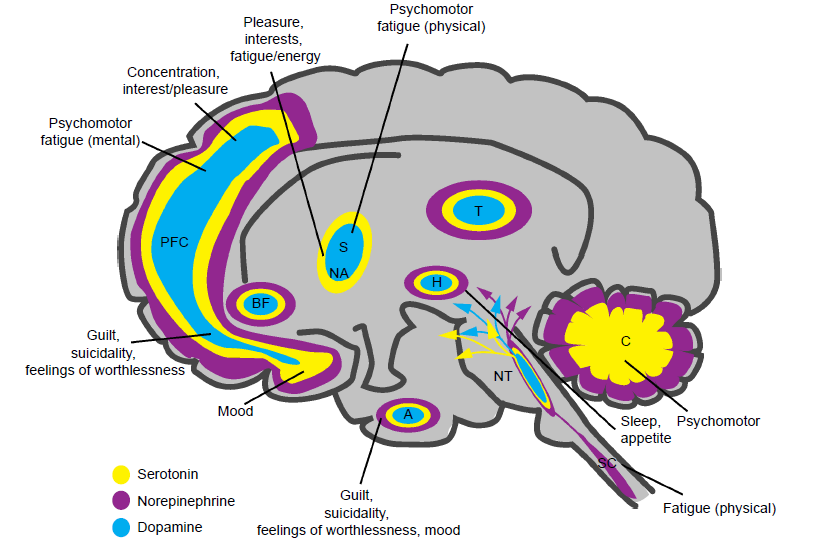 Psychomotor
fatigue (physical)
Pleasure,
interests,
fatigue/energy
Concentration,
interest/pleasure
Psychomotor
fatigue (mental)
PFC
S
NA
T
BF
H
C
Guilt,
suicidality,
feelings of worthlessness
NT
Mood
A
Sleep,
appetite
Psychomotor
SC
Serotonin
Norepinephrine
Dopamine
Guilt,
suicidality,
feelings of worthlessness, mood
Fatigue (physical)